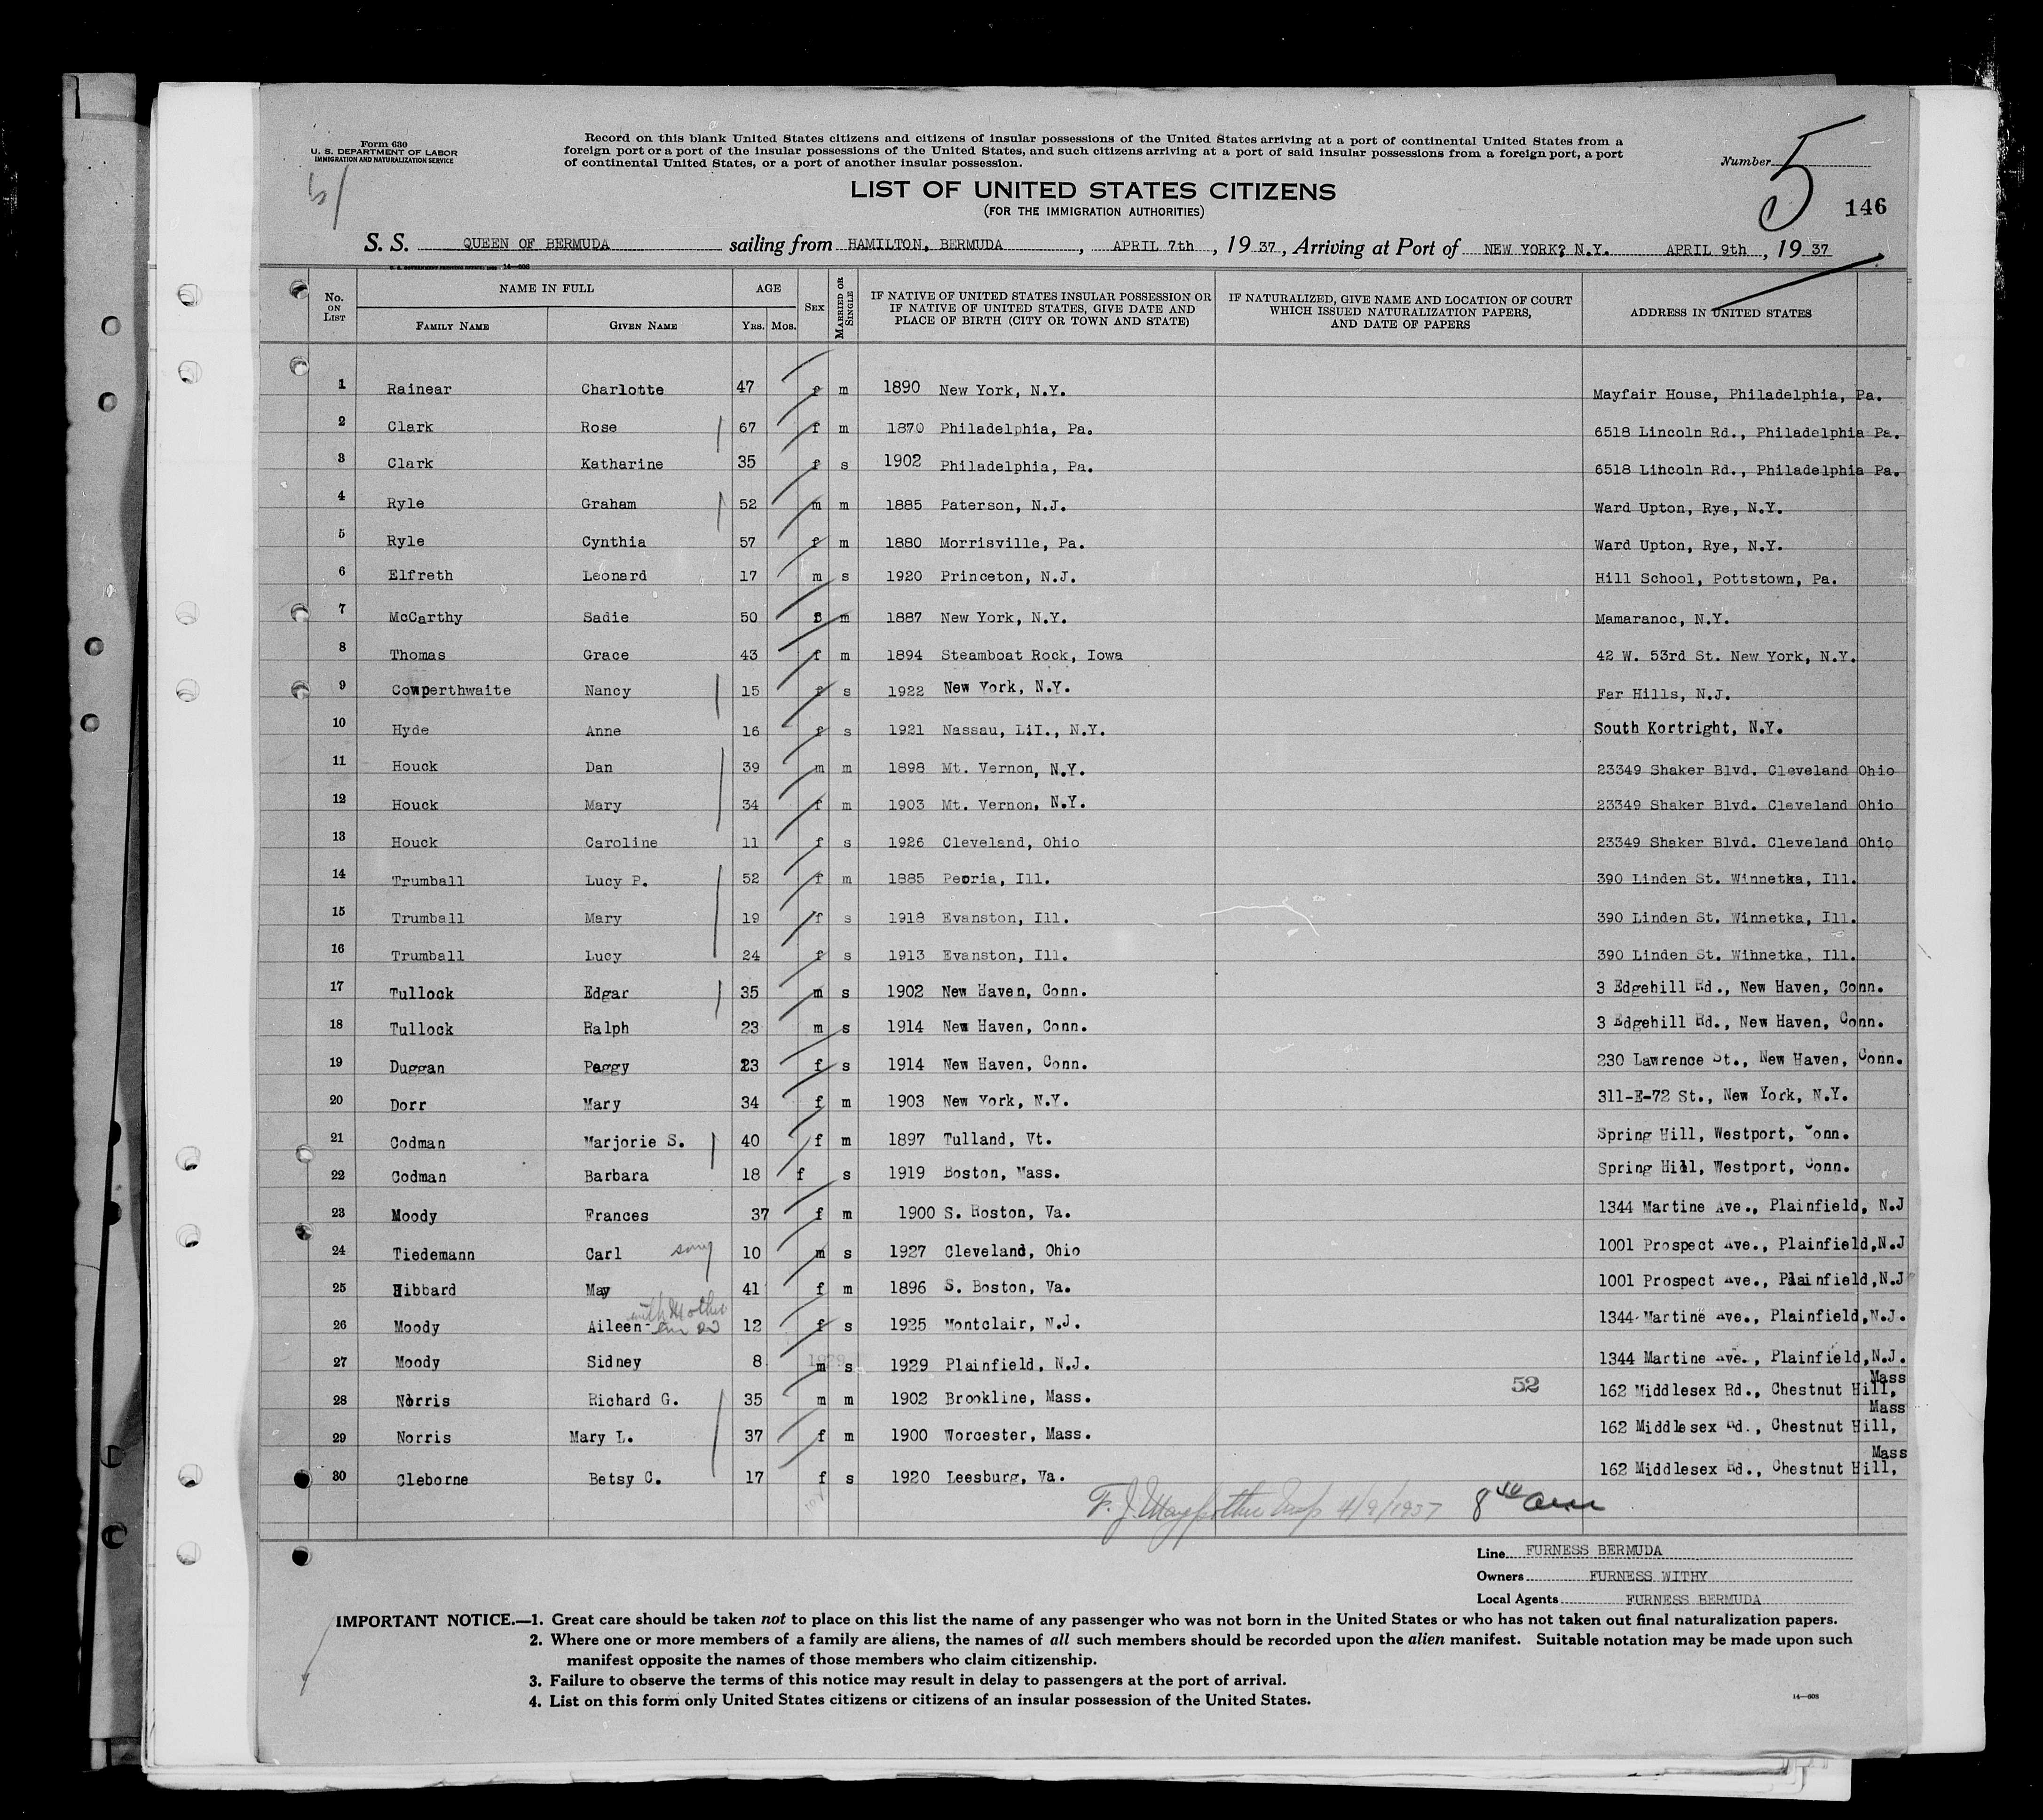 Form 630
U. S. DEPARTMENT OF LABOR
IMMIGRATION AND NATURALIZATION SERVICE
Record on this blank United States citizens and citizens of insular possessions of the United States arriving at a port of continental United States from a
foreign port or a port of the insular possessions of the United States, and such citizens arriving at a port of said insular possessions from a foreign port, a port
of continental United States, or a port of another insular possession.
Number 5
146
LIST OF UNITED STATES CITIZENS
(FOR THE IMMIGRATION AUTHORITIES)
S. S. QUEEN OF BERMUDA sailing from HAMILTON, BERMUDA, APRIL 7th, 19 37, Arriving at Port of NEW YORK? N.Y. APRIL 9th, 19 37
No. ON LIST NAME IN FULL FAMILY NAME GIVEN NAME AGE YRS. MOS. SEX MARRIED OR SINGLE IF NATIVE OF UNITED STATES INSULAR POSSESSION OR IF NATIVE OF UNITED STATES, GIVE DATE AND PLACE OF BIRTH (CITY OR TOWN AND STATE) IF NATURALIZED, GIVE NAME AND LOCATION OF COURT WHICH ISSUED NATURALIZATION PAPERS, AND DATE OF PAPERS ADDRESS IN UNITED STATES
1 Rainear Charlotte 47 f m 1890 New York, N.Y. Mayfair House, Philadelphia, Pa.
2 Clark Rose 67 f m 1870 Philadelphia, Pa. 6518 Lincoln Rd., Philadelphia Pa.
3 Clark Katharine 35 f s 1902 Philadelphia, Pa. 6518 Lihcoln Rd., Philadelphia Pa.
4 Ryle Graham 52 m m 1885 Paterson, N.J. Ward Upton, Rye, N.Y.
5 Ryle Cynthia 57 f m 1880 Morrisville, Pa. Ward Upton, Rye, N.Y.
6 Elfreth Leonard 17 m s 1920 Princeton, N.J. Hill School, Pottstown, Pa.
7 McCarthy Sadie 50 f m 1887 New York, N.Y. Mamaranoc, N.Y.
8 Thomas Grace 43 f m 1894 Steamboat Rock, Iowa 42 W. 53rd St. New York, N.Y.
9 Cowperthwaite Nancy 15 f s 1922 New York, N.Y. Far Hills, N.J.
10 Hyde Anne 16 f s 1921 Nassau, LiI., N.Y. South Kortright, N.Y.
11 Houck Dan 39 m m 1898 Mt. Vernon, N.Y. 23349 Shaker Blvd. Cleveland Ohio
12 Houck Mary 34 f m 1903 Mt. Vernon, N.Y. 23349 Shaker Blvd. Cleveland Ohio
13 Houck Caroline 11 f s 1926 Cleveland, Ohio 23349 Shaker Blvd. Cleveland Ohio
14 Trumball Lucy P. 52 f m 1885 Peoria, Ill. 390 Linden St. Winnetka, Ill.
15 Trumball Mary 19 f s 1918 Evanston, Ill. 390 Linden St. Winnetka, Ill.
16 Trumball Lucy 24 f s 1913 Evanston, Ill. 390 Linden St. Wihnetka, Ill.
17 Tullock Edgar 35 m s 1902 New Haven, Conn. 3 Edgehill Rd., New Haven, Conn.
18 Tullock Ralph 23 m s 1914 New Haven, Conn. 3 Edgehill Rd., New Haven, Conn.
19 Duggan Peggy 23 f s 1914 New Haven, Conn. 230 Lawrence St., New Haven, Conn.
20 Dorr Mary 34 f m 1903 New York, N.Y. 311-E-72 St., New York, N.Y.
21 Codman Marjorie S. 40 f m 1897 Tulland, Vt. Spring Hill, Westport, Conn.
22 Codman Barbara 18 f s 1919 Boston, Mass. Spring Hill, Westport, Conn.
23 Moody Frances 37 f m 1900 S. Boston, Va. 1344 Martine Ave., Plainfield, N.J
24 Tiedemann Carl 10 m s 1927 Cleveland, Ohio 1001 Prospect Ave., Plainfield,N.J
25 Hibbard May 41 f m 1896 S. Boston, Va. 1001 Prospect Ave., Plainfield,N.J
26 Moody Aileen with Mother 12 f s 1925 Montclair, N.J. 1344 Martine Ave., Plainfield,N.J.
27 Moody Sidney 8 m s 1929 Plainfield, N.J. 1344 Martine Ave., Plainfield,N.J.
28 Norris Richard G. 35 m m 1902 Brookline, Mass. 52 162 Middlesex Rd., Chestnut Hill, Mass
29 Norris Mary L. 37 f m 1900 Worcester, Mass. 162 Middlesex Rd., Chestnut Hill, Mass
30 Cleborne Betsy C. 17 f s 1920 Leesburg, Va. 162 Middlesex Rd., Chestnut Hill, Mass
4/9/1937 8 40 am
Line FURNESS BERMUDA
Owners FURNESS WITHY
Local Agents FURNESS BERMUDA
IMPORTANT NOTICE.—1. Great care should be taken not to place on this list the name of any passenger who was not born in the United States or who has not taken out final naturalization papers.
2. Where one or more members of a family are aliens, the names of all such members should be recorded upon the alien manifest. Suitable notation may be made upon such
manifest opposite the names of those members who claim citizenship.
3. Failure to observe the terms of this notice may result in delay to passengers at the port of arrival.
4. List on this form only United States citizens or citizens of an insular possession of the United States.
14—608